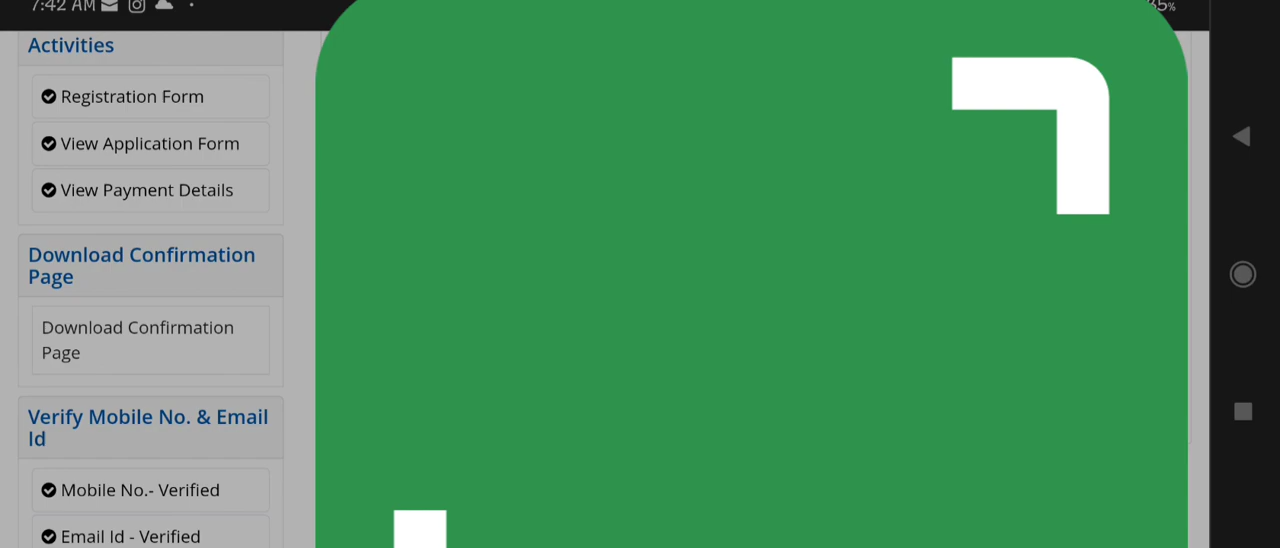 7:42 AM
Activities
Registration Form
View Application Form
View Payment Details
Download Confirmation
Page
Download Confirmation
Page
Verify Mobile No. & Email
Id
Mobile No.- Verified
Email Id - Verified